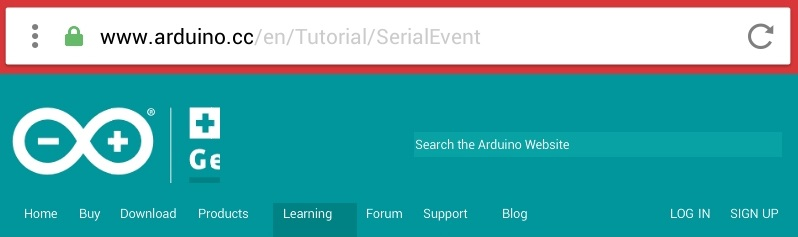 www.arduino.cc/en/Tutorial/SerialEvent
Ge
Search the Arduino Website
Home Buy Download Products Learning Forum Support Blog LOG IN SIGN UP